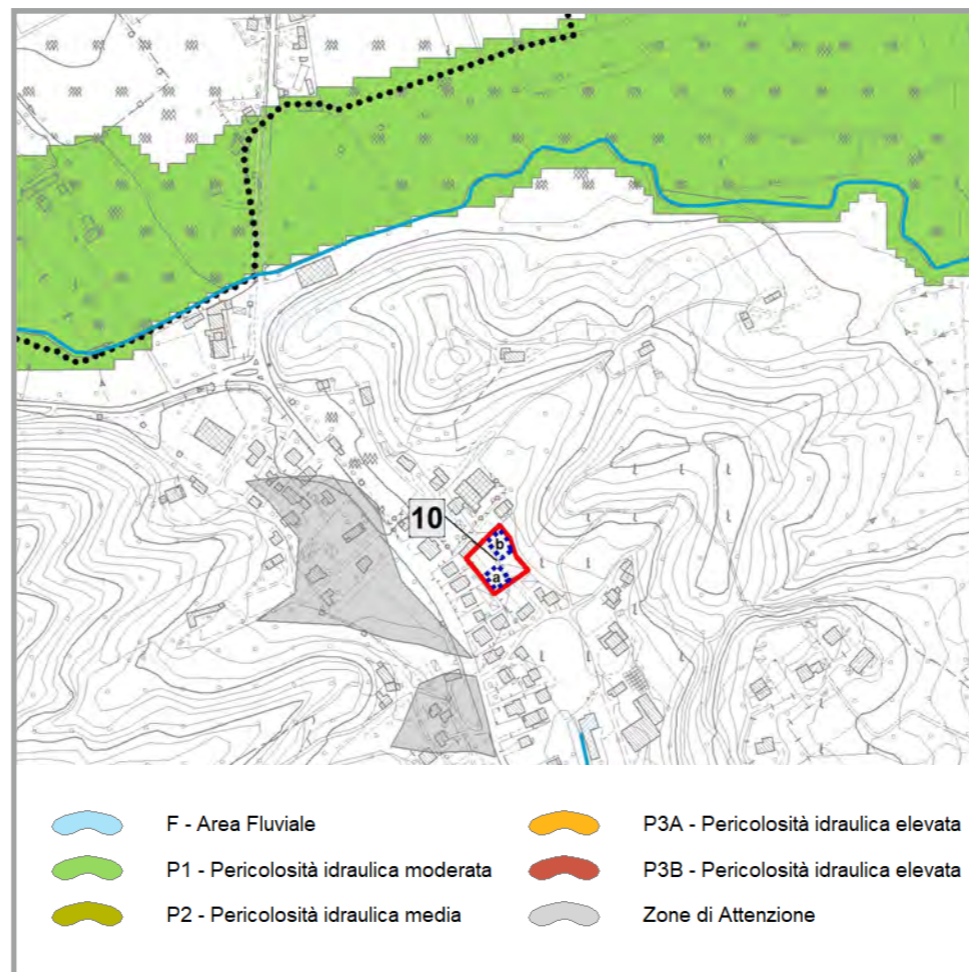 10
b
a
F - Area Fluviale
P3A - Pericolosità idraulica elevata
P1 - Pericolosità idraulica moderata
P3B - Pericolosità idraulica elevata
P2 - Pericolosità idraulica media
Zone di Attenzione